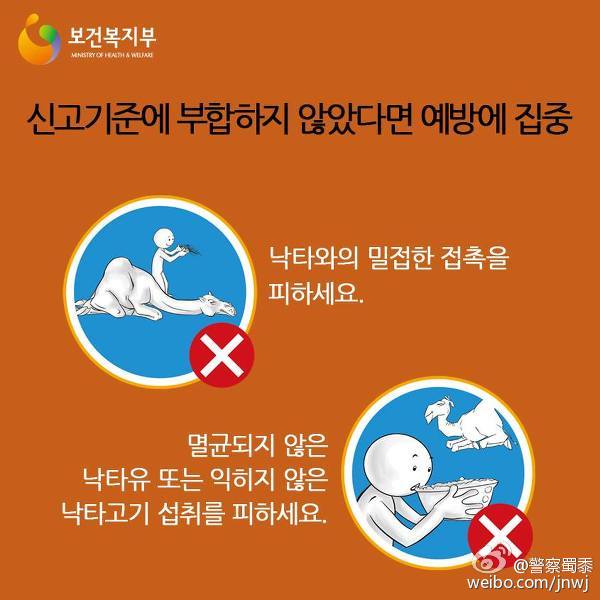 보건복지부
MINISTRY OF HEALTH & WELFARE
신고기준에 부합하지 않았다면 예방에 집중
낙타와의 밀접한 접촉을
피하세요.
멸균되지 않은
낙타유 또는 익히지 않은
낙타고기 섭취를 피하세요.
@警察蜀黍
weibo.com/jnwj